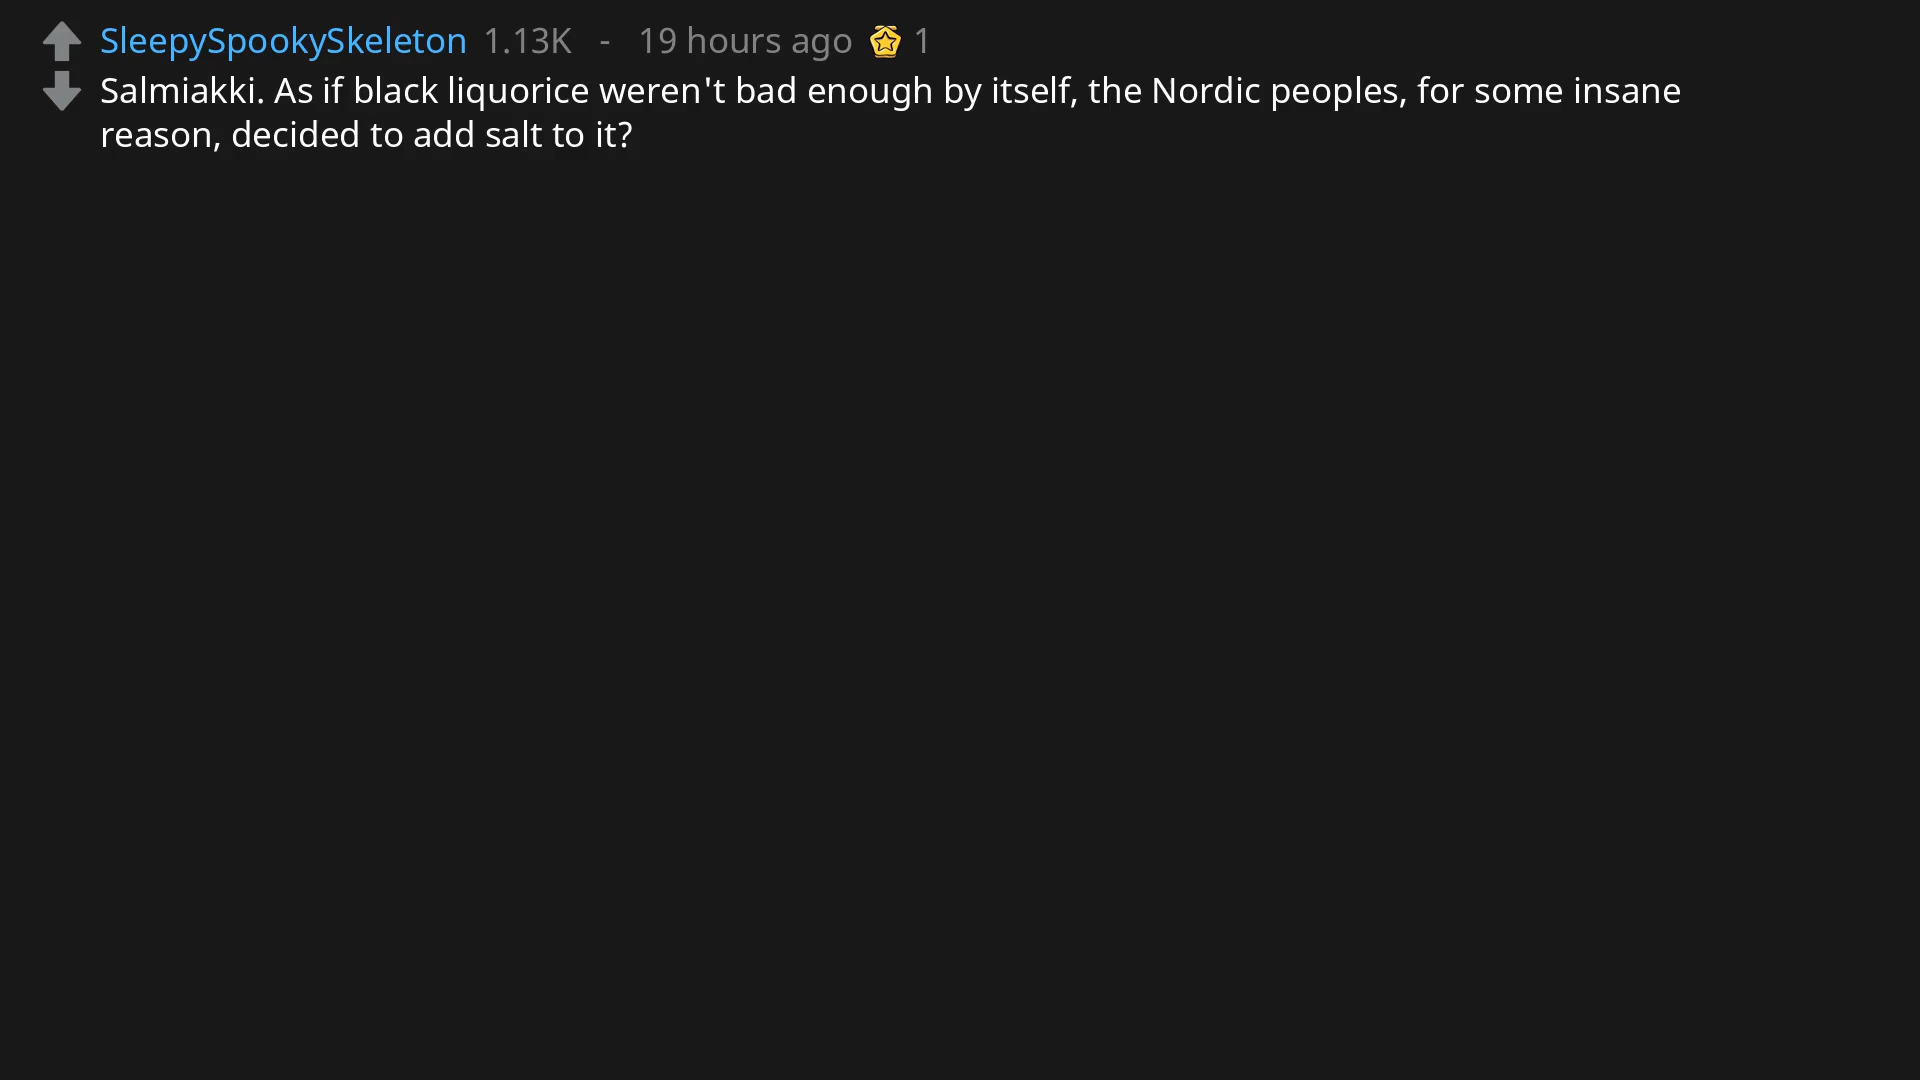 SleepySpookySkeleton 1.13K - 19 hours ago 1
Salmiakki. As if black liquorice weren't bad enough by itself, the Nordic peoples, for some insane
reason, decided to add salt to it?